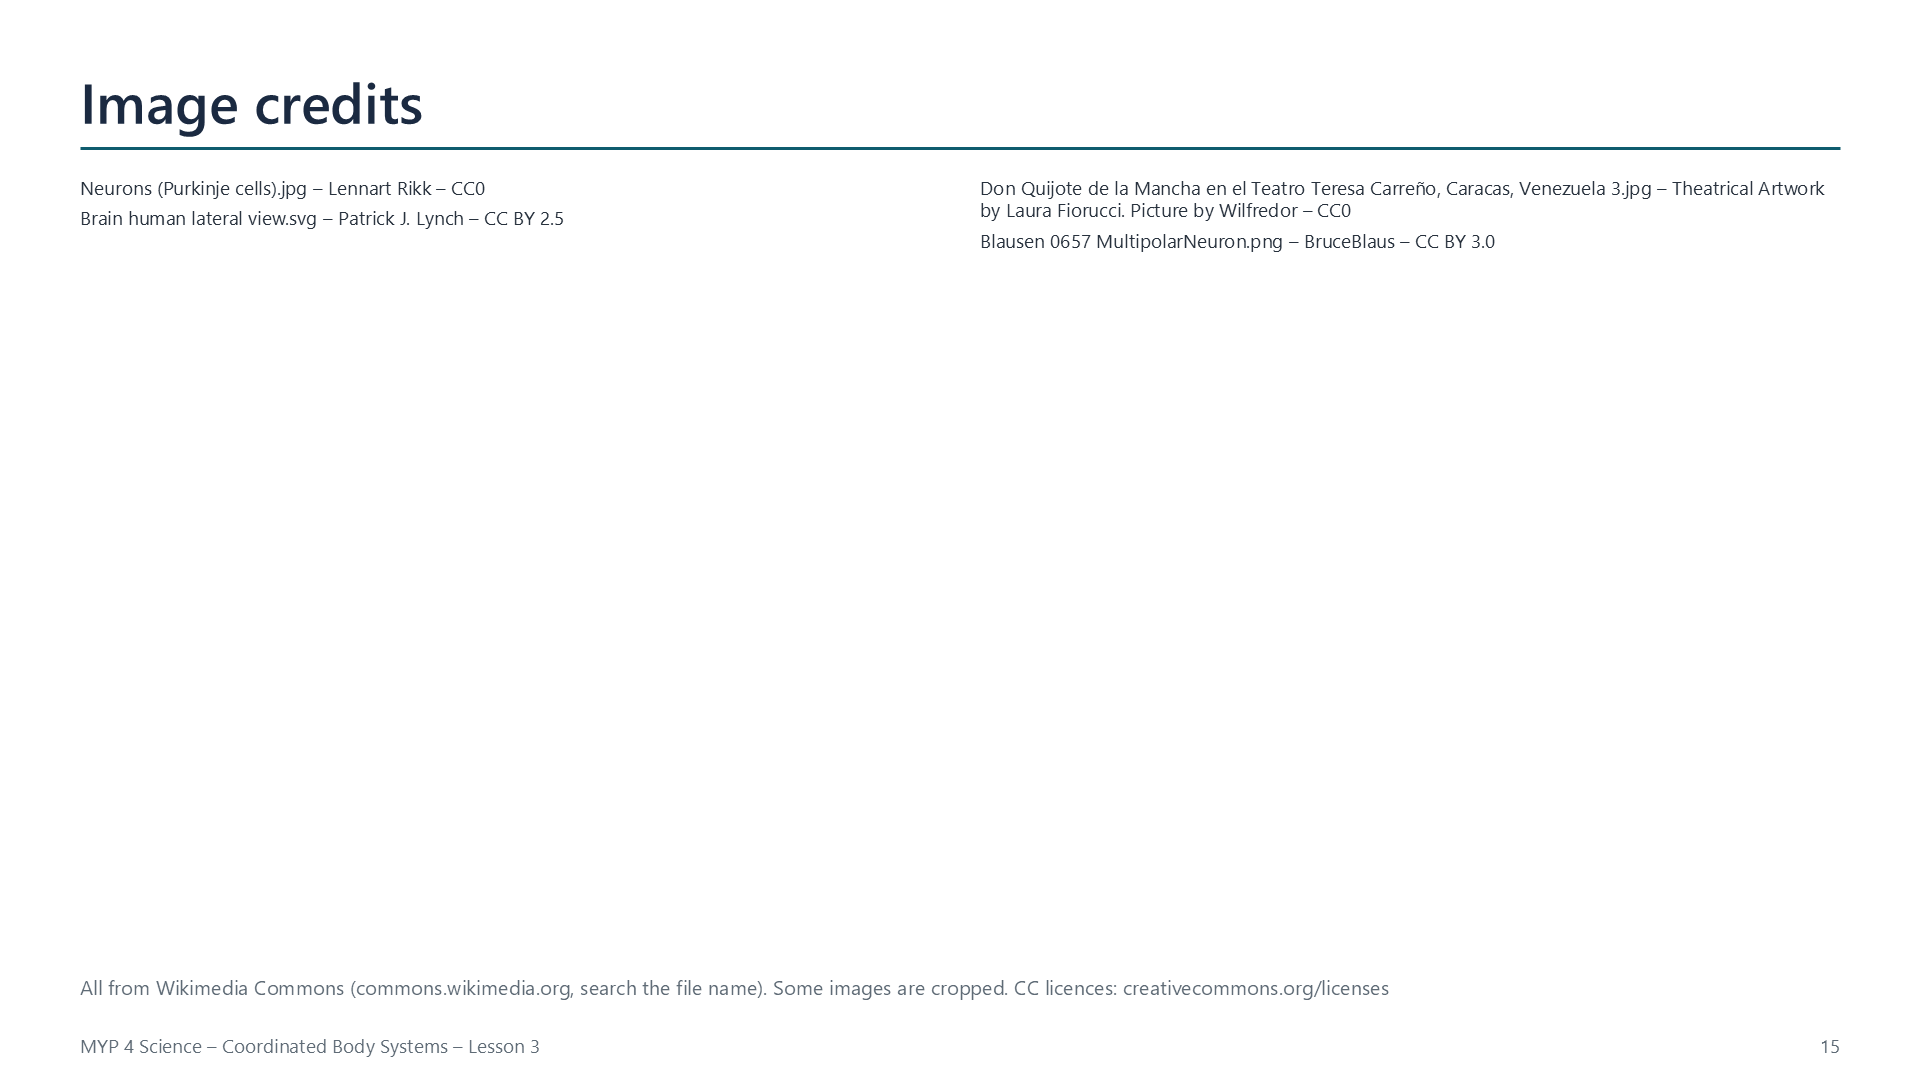 Image credits
Neurons (Purkinje cells).jpg – Lennart Rikk – CC0
Brain human lateral view.svg – Patrick J. Lynch – CC BY 2.5
Don Quijote de la Mancha en el Teatro Teresa Carreño, Caracas, Venezuela 3.jpg – Theatrical Artwork
by Laura Fiorucci. Picture by Wilfredor – CC0
Blausen 0657 MultipolarNeuron.png – BruceBlaus – CC BY 3.0
All from Wikimedia Commons (commons.wikimedia.org, search the file name). Some images are cropped. CC licences: creativecommons.org/licenses
MYP 4 Science – Coordinated Body Systems – Lesson 3
15